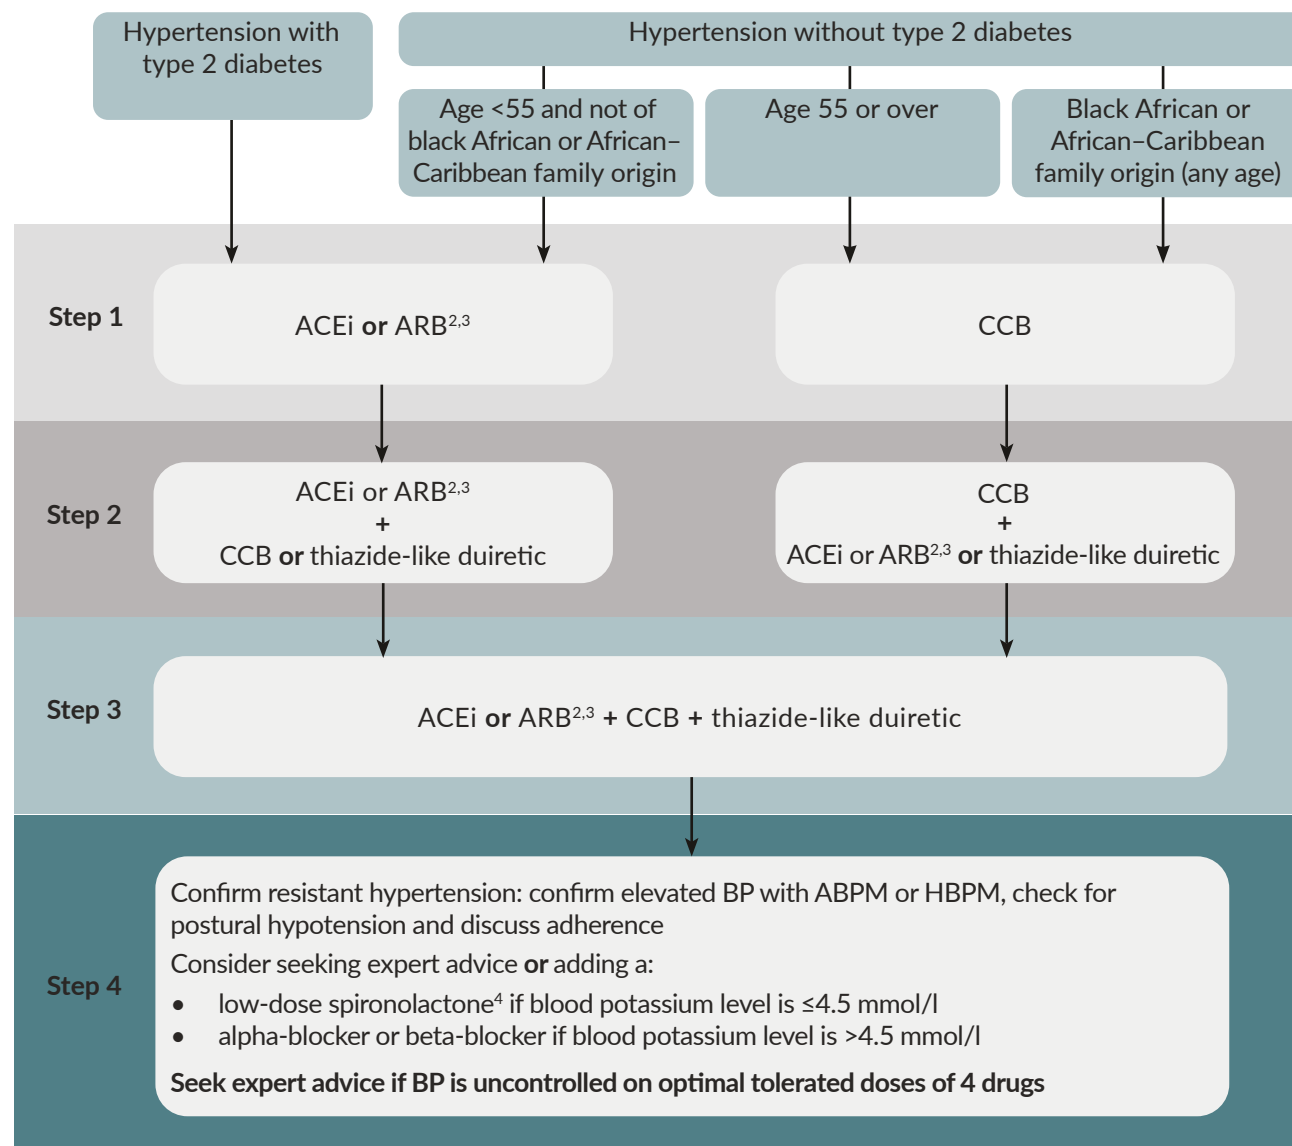 Hypertension with
type 2 diabetes
Hypertension without type 2 diabetes
Age <55 and not of
black African or African–
Caribbean family origin
Age 55 or over
Black African or
African–Caribbean
family origin (any age)
Step 1
ACEi or ARB2,3
CCB
Step 2
ACEi or ARB2,3
+
CCB or thiazide-like duiretic
CCB
+
ACEi or ARB2,3 or thiazide-like duiretic
Step 3
ACEi or ARB2,3 + CCB + thiazide-like duiretic
Step 4
Confirm resistant hypertension: confirm elevated BP with ABPM or HBPM, check for
postural hypotension and discuss adherence
Consider seeking expert advice or adding a:
• low-dose spironolactone4 if blood potassium level is ≤4.5 mmol/l
• alpha-blocker or beta-blocker if blood potassium level is >4.5 mmol/l
Seek expert advice if BP is uncontrolled on optimal tolerated doses of 4 drugs